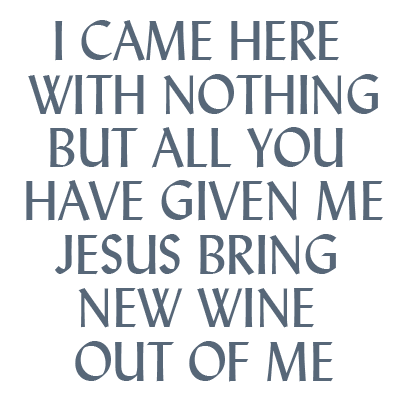 I CAME HERE
WITH NOTHING
BUT ALL YOU
HAVE GIVEN ME
JESUS BRING
NEW WINE
OUT OF ME